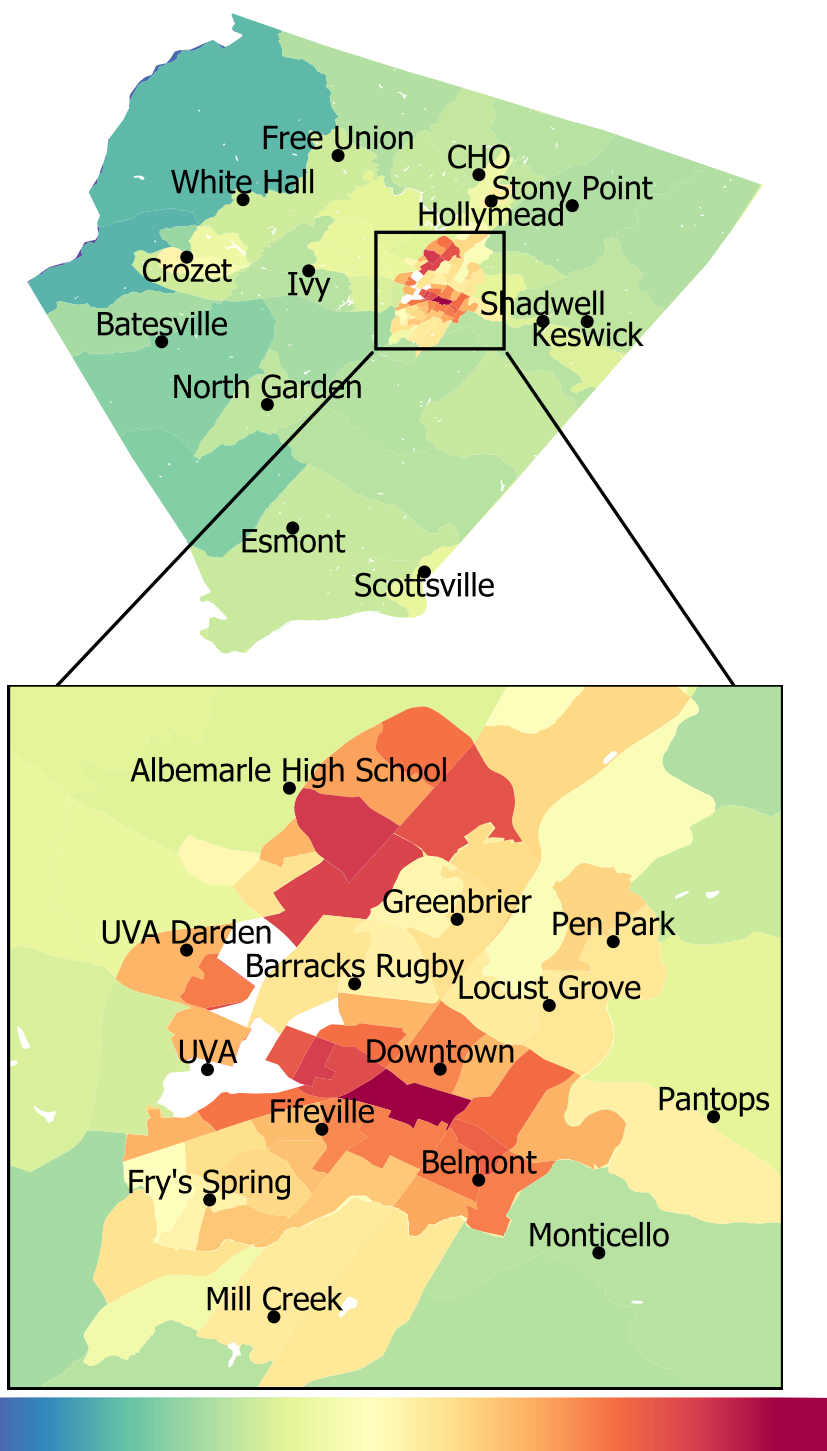 Free Union
CHO
White Hall
Stony Point
Hollymead
Crozet
Ivy
Shadwell
Batesville
Keswick
North Garden
Esmont
Scottsville
Albemarle High School
Greenbrier
Pen Park
UVA Darden
Barracks Rugby
Locust Grove
UVA
Downtown
Pantops
Fifeville
Belmont
Fry's Spring
Monticello
Mill Creek